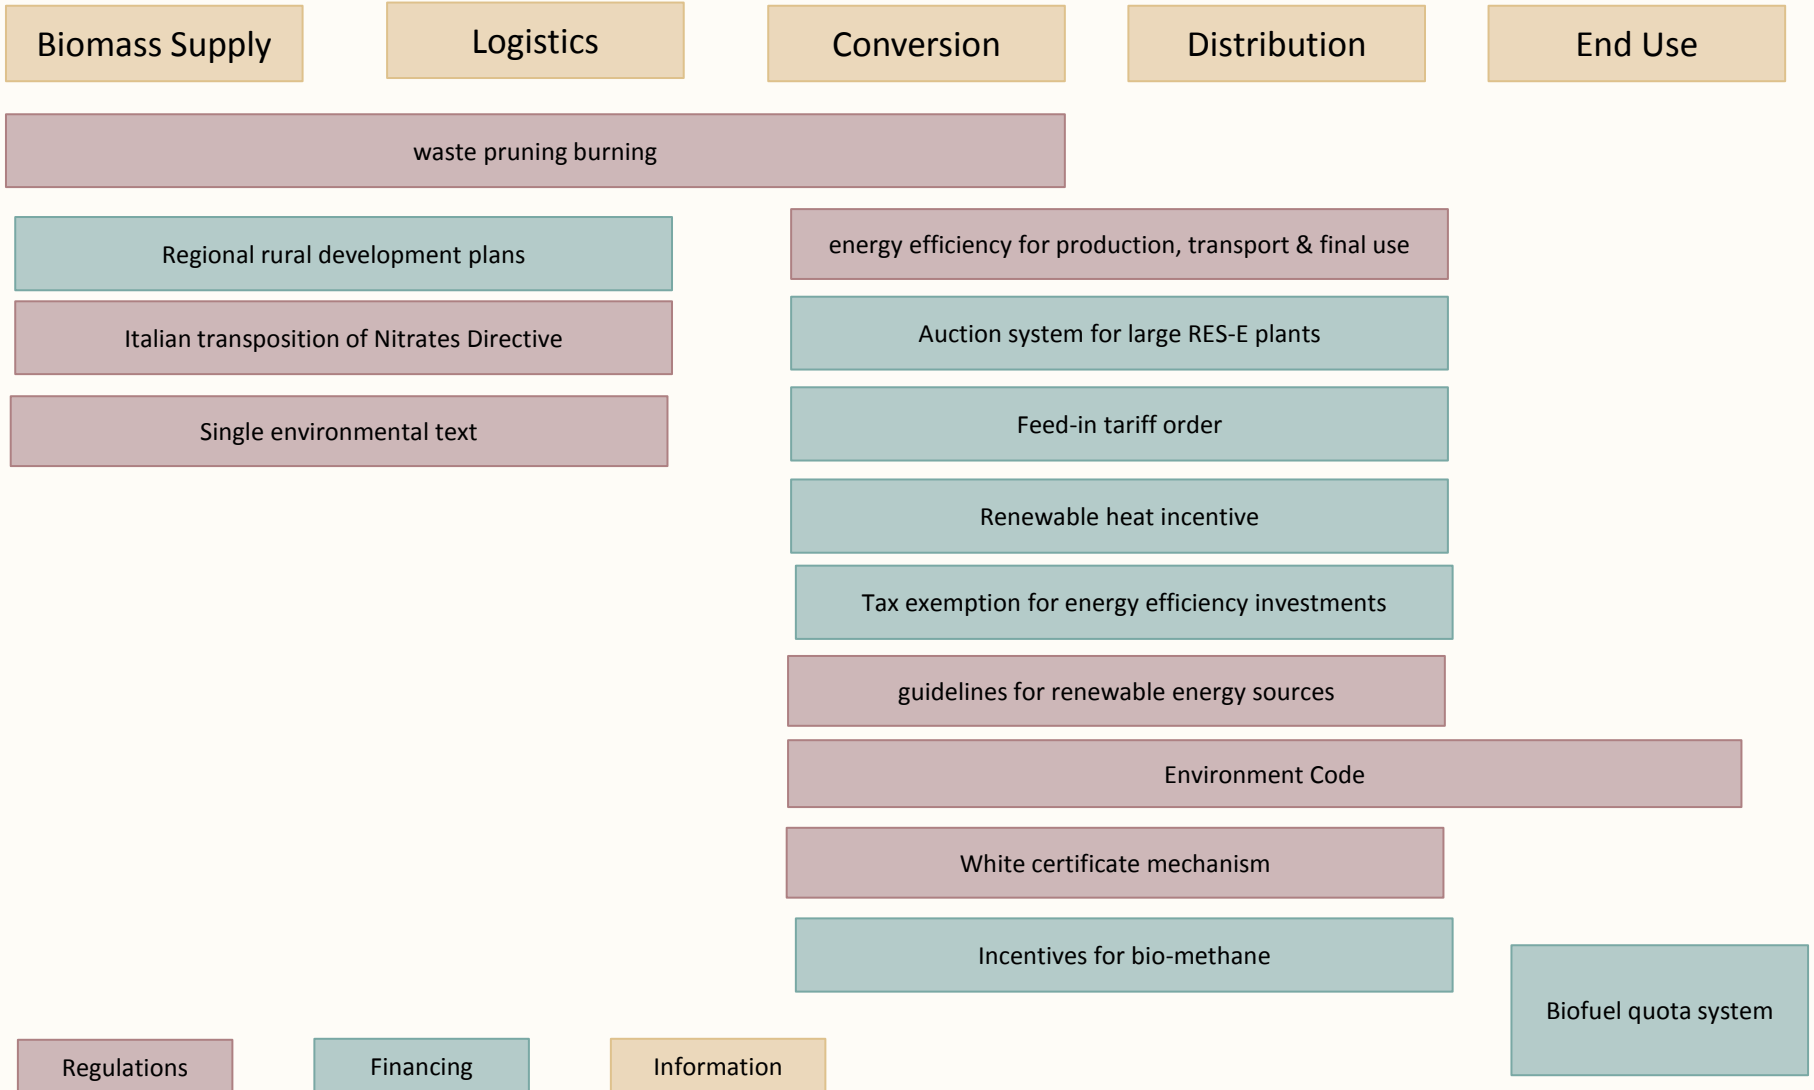 Biomass Supply
Logistics
Conversion
Distribution
End Use
waste pruning burning
Regional rural development plans
Italian transposition of Nitrates Directive
Single environmental text
energy efficiency for production, transport & final use
Auction system for large RES-E plants
Feed-in tariff order
Renewable heat incentive
Tax exemption for energy efficiency investments
guidelines for renewable energy sources
Environment Code
White certificate mechanism
Incentives for bio-methane
Biofuel quota system
Regulations
Financing
Information